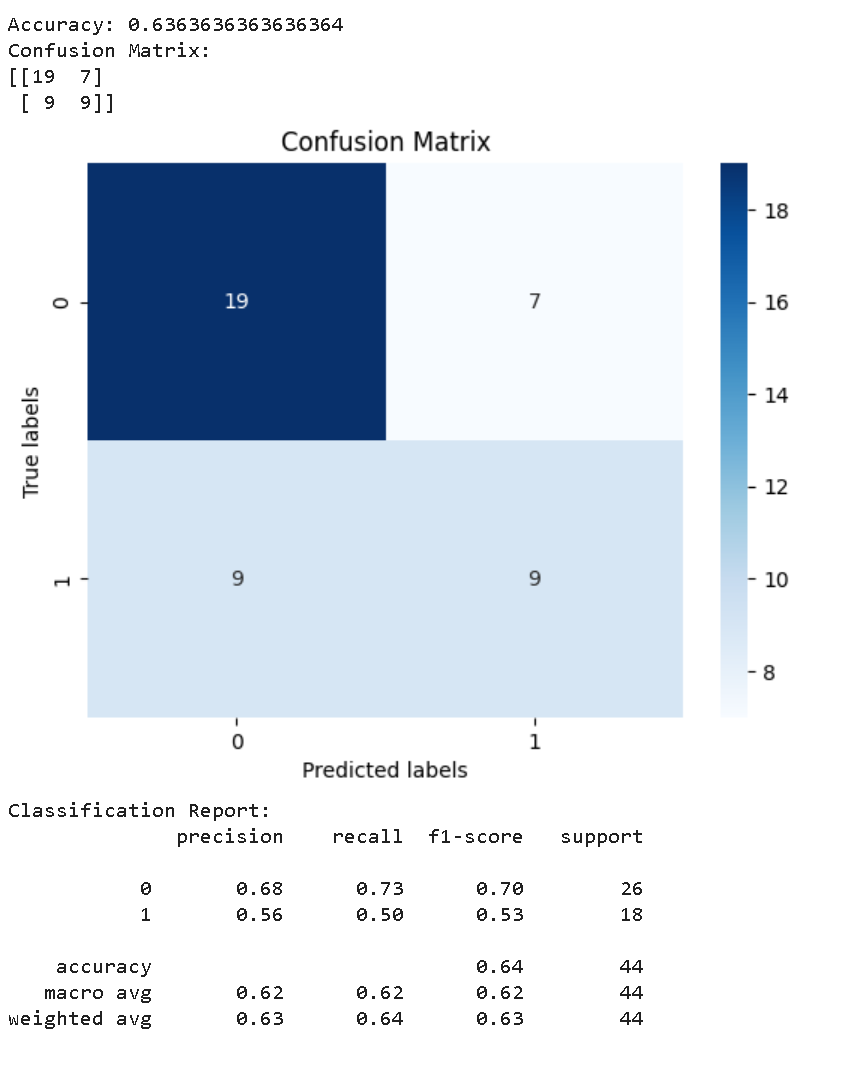 Accuracy: 0.6363636363636364
Confusion Matrix:
[[19  7]
 [ 9  9]]
Confusion Matrix
19 7
9 9
0
1
True labels
0 1
Predicted labels
18
16
14
12
10
8
Classification Report:
precision recall f1-score support
0 0.68 0.73 0.70 26
1 0.56 0.50 0.53 18
accuracy 0.64 44
macro avg 0.62 0.62 0.62 44
weighted avg 0.63 0.64 0.63 44